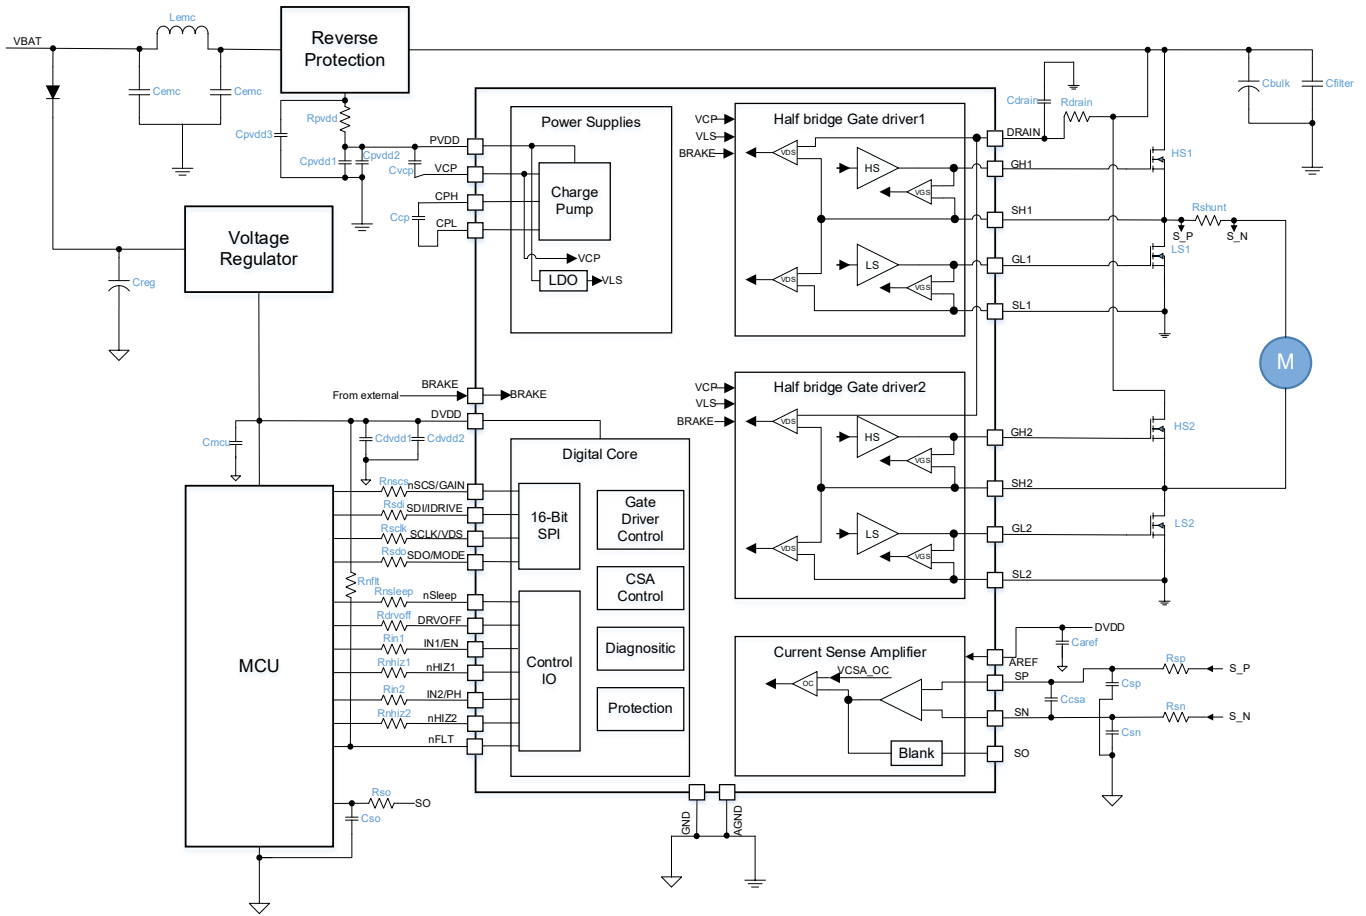 Lemc
VBAT
Reverse
Protection
Cemc
Cemc
Cpvdd3
Rpvdd
Cpvdd1
Cpvdd2
Cvcp
PVDD
VCP
CPH
Ccp
CPL
Voltage
Regulator
Creg
Power Supplies
Charge
Pump
VCP
LDO
VLS
Half bridge Gate driver1
VCP
VLS
BRAKE
VDS
HS
VGS
VDS
LS
VGS
Cdrain
Rdrain
DRAIN
GH1
SH1
GL1
SL1
Cbulk
Cfilter
HS1
Rshunt
S_P
S_N
LS1
M
From external
BRAKE
BRAKE
DVDD
Cmcu
Cdvdd1
Cdvdd2
Half bridge Gate driver2
VCP
VLS
BRAKE
VDS
HS
VGS
VDS
LS
VGS
GH2
SH2
GL2
SL2
HS2
LS2
MCU
Rnscs
nSCS/GAIN
Rsdi
SDI/IDRIVE
Rsclk
SCLK/VDS
Rsdo
SDO/MODE
Rnflt
Rnsleep
nSleep
Rdrvoff
DRVOFF
Rin1
IN1/EN
Rnhiz1
nHIZ1
Rin2
IN2/PH
Rnhiz2
nHIZ2
nFLT
Rso
SO
Cso
Digital Core
16-Bit
SPI
Gate
Driver
Control
CSA
Control
Control
IO
Diagnositic
Protection
Current Sense Amplifier
VCSA_OC
OC
Blank
DVDD
Caref
AREF
SP
SN
SO
Ccsa
Csp
Csn
Rsp
S_P
Rsn
S_N
GND
AGND